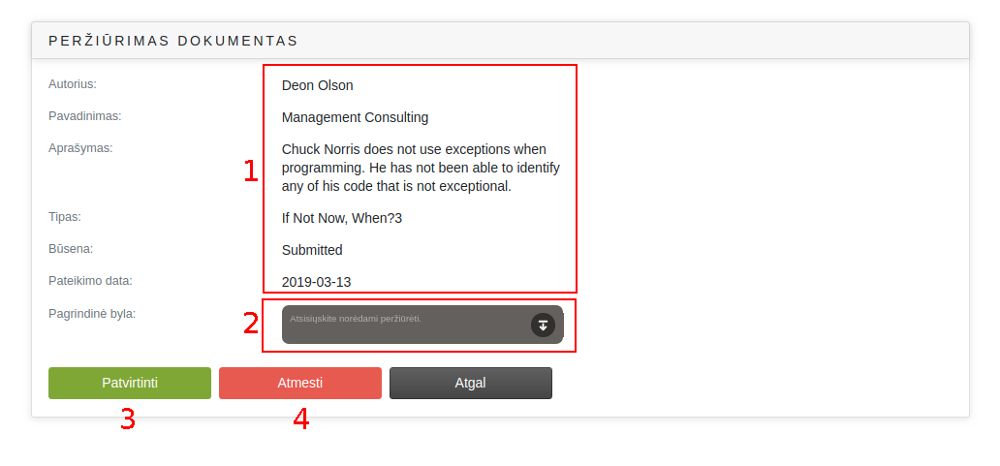 PERŽIŪRIMAS DOKUMENTAS
Autorius:
Deon Olson
Pavadinimas:
Management Consulting
Aprašymas:
Chuck Norris does not use exceptions when
programming. He has not been able to identify
any of his code that is not exceptional.
1
Tipas:
If Not Now, When?3
Būsena:
Submitted
Pateikimo data:
2019-03-13
Pagrindinė byla:
2
Atsisiųskite norėdami peržiūrėti.
Patvirtinti
Atmesti
Atgal
3
4